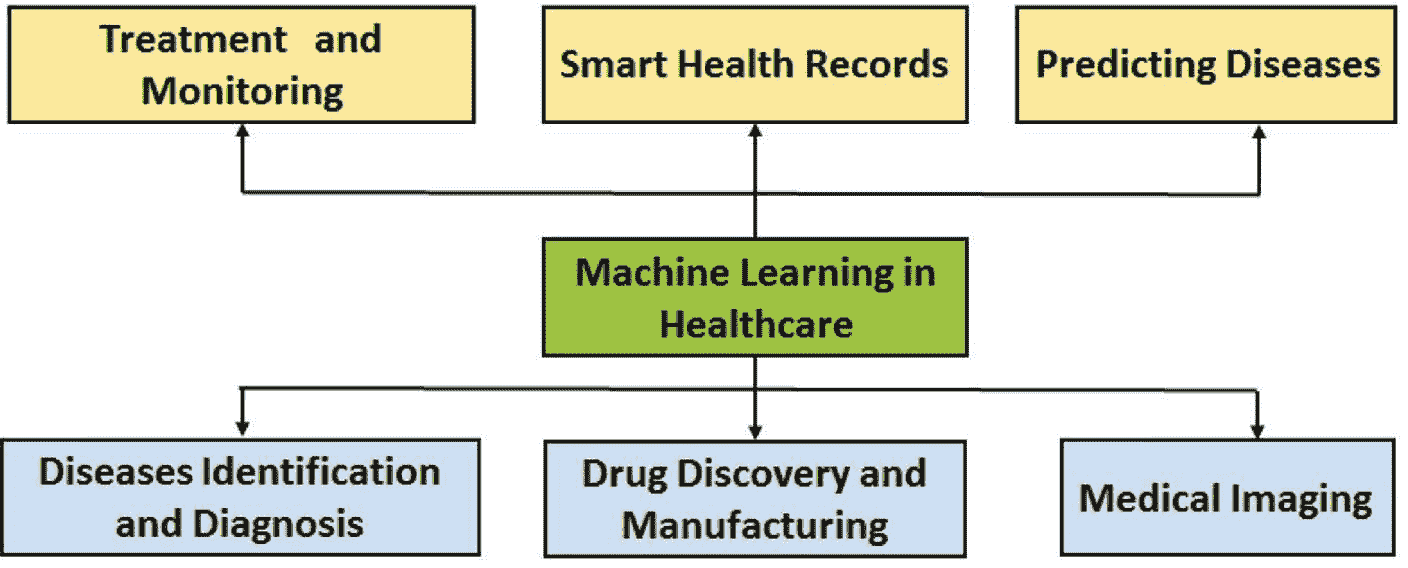 Treatment and
Monitoring
Smart Health Records
Predicting Diseases
Machine Learning in
Healthcare
Diseases Identification
and Diagnosis
Drug Discovery and
Manufacturing
Medical Imaging